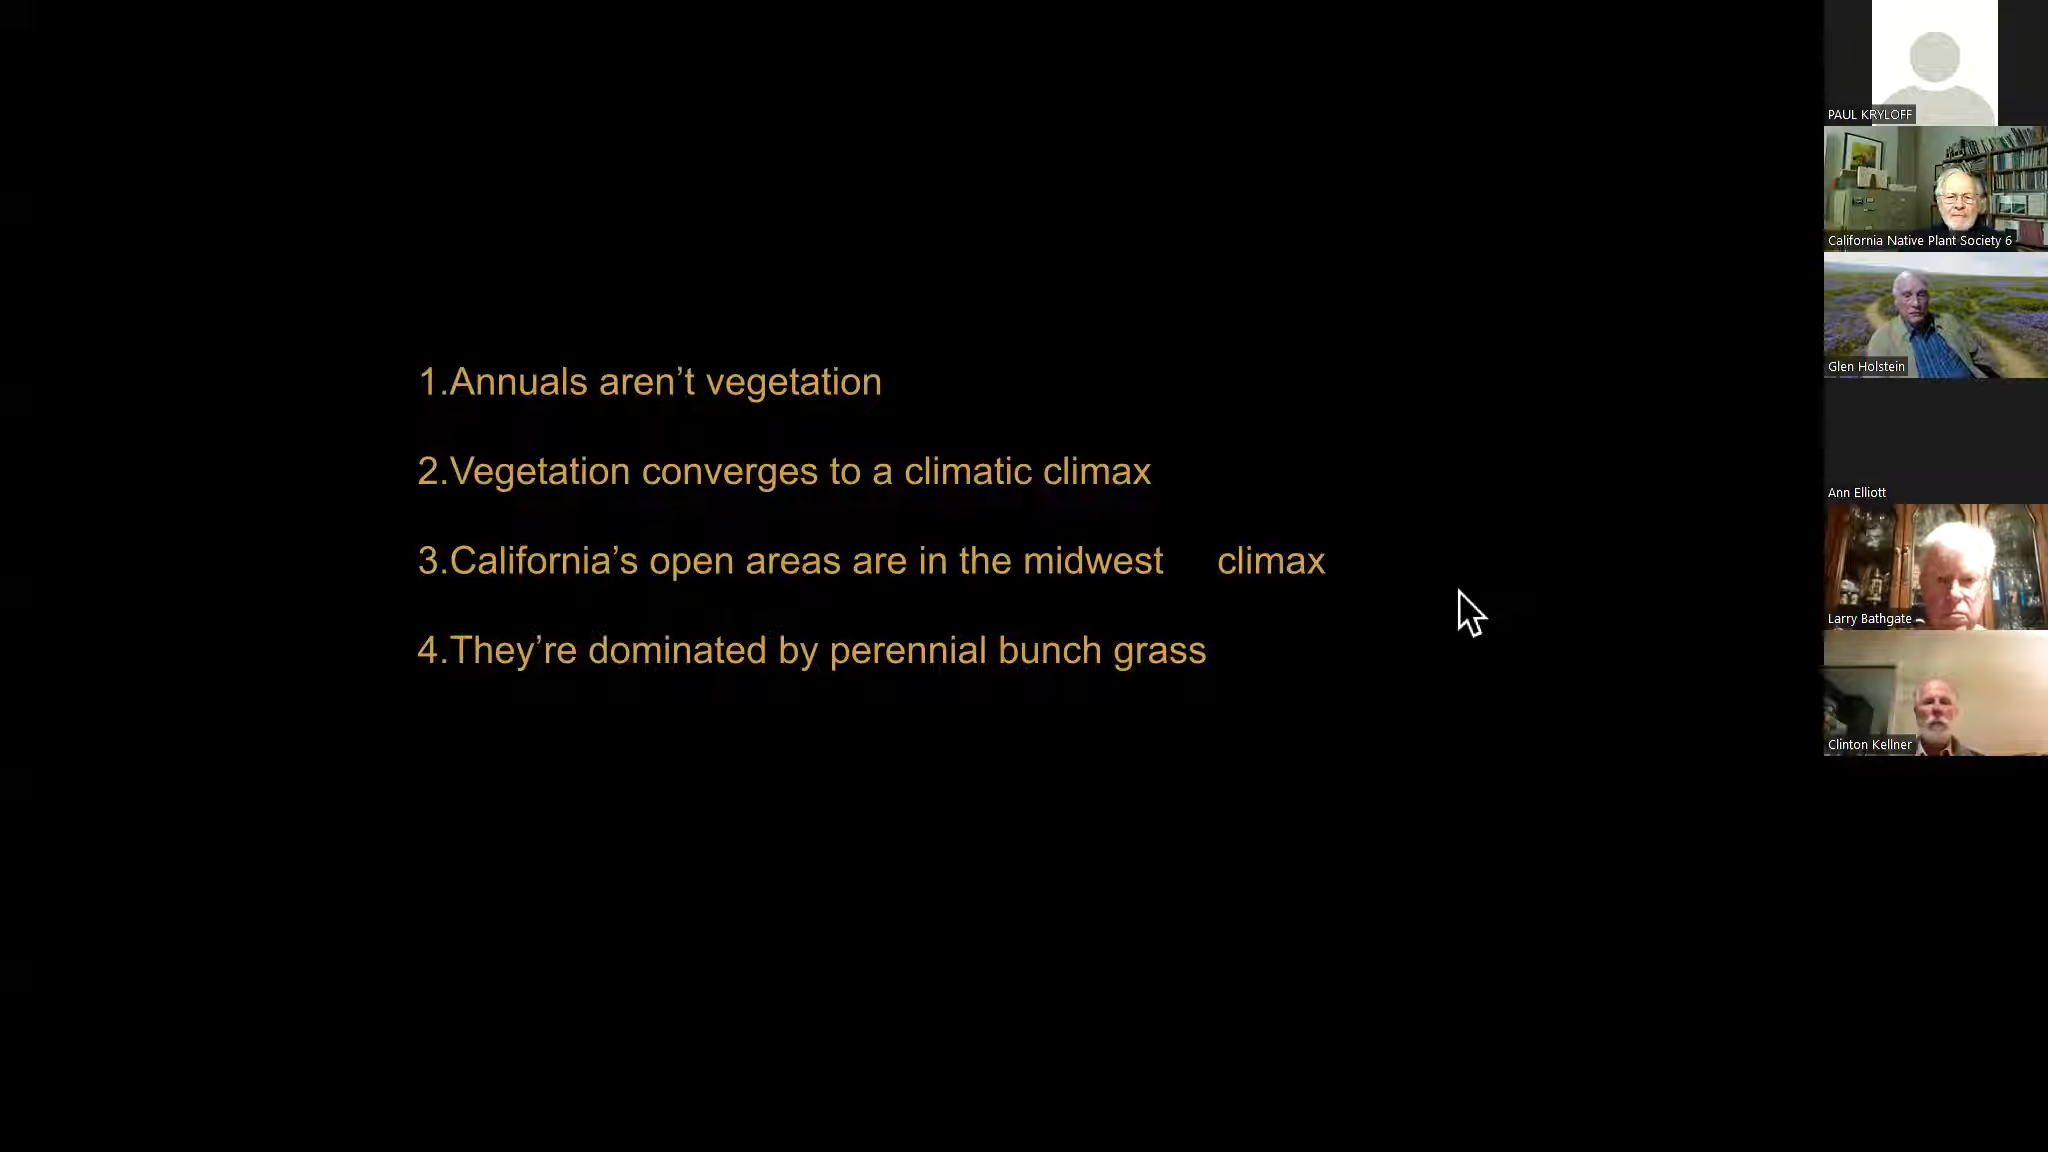 1.Annuals aren’t vegetation
2.Vegetation converges to a climatic climax
3.California’s open areas are in the midwest climax
4.They’re dominated by perennial bunch grass
PAUL KRYLOFF
California Native Plant Society 6
Glen Holstein
Ann Elliott
Larry Bathgate
Clinton Kellner